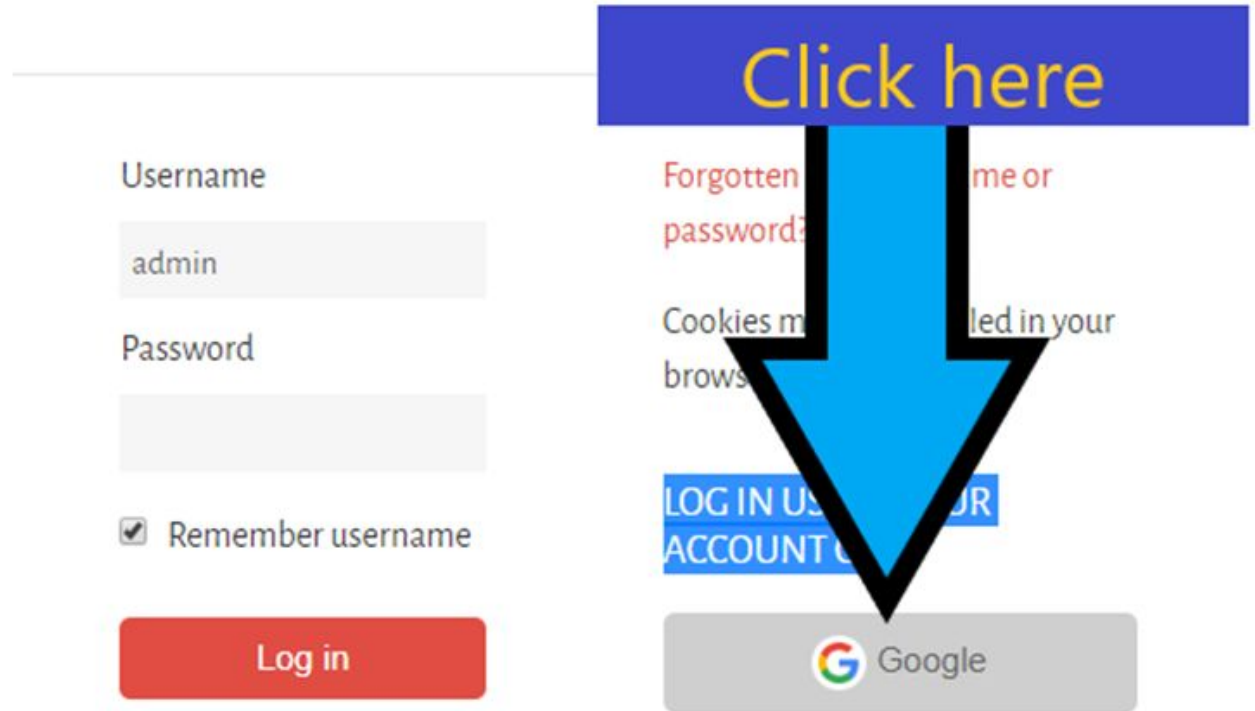 Click here
Username
admin
Password
Remember username
Log in
Forgotten me or
password?
Cookies m led in your
brows
LOG IN US UR
ACCOUNT
Google